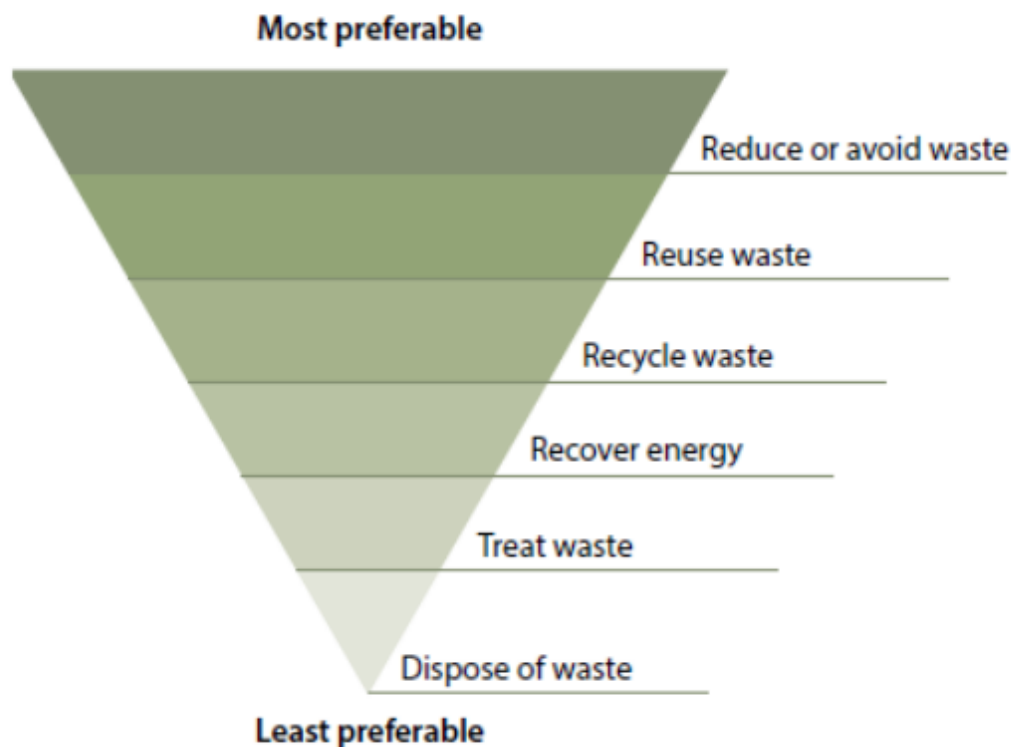 Most preferable
Reduce or avoid waste
Reuse waste
Recycle waste
Recover energy
Treat waste
Dispose of waste
Least preferable